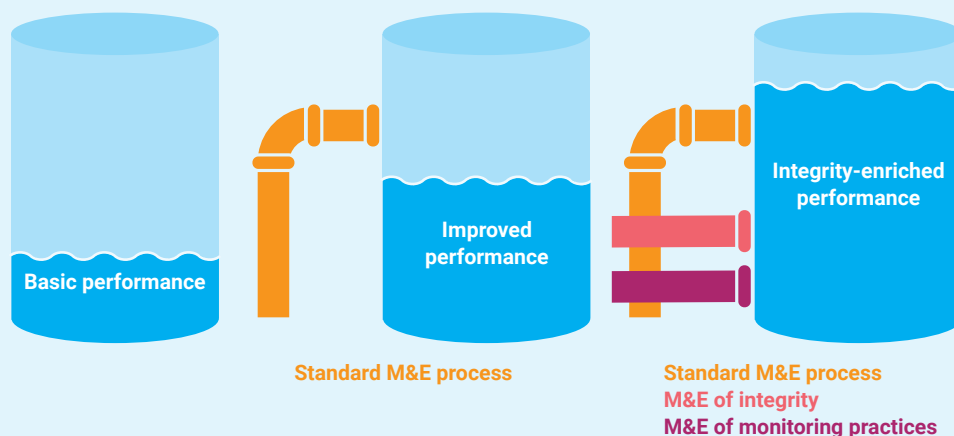 Basic performance
Improved
performance
Integrity-enriched
performance
Standard M&E process
Standard M&E process
M&E of integrity
M&E of monitoring practices